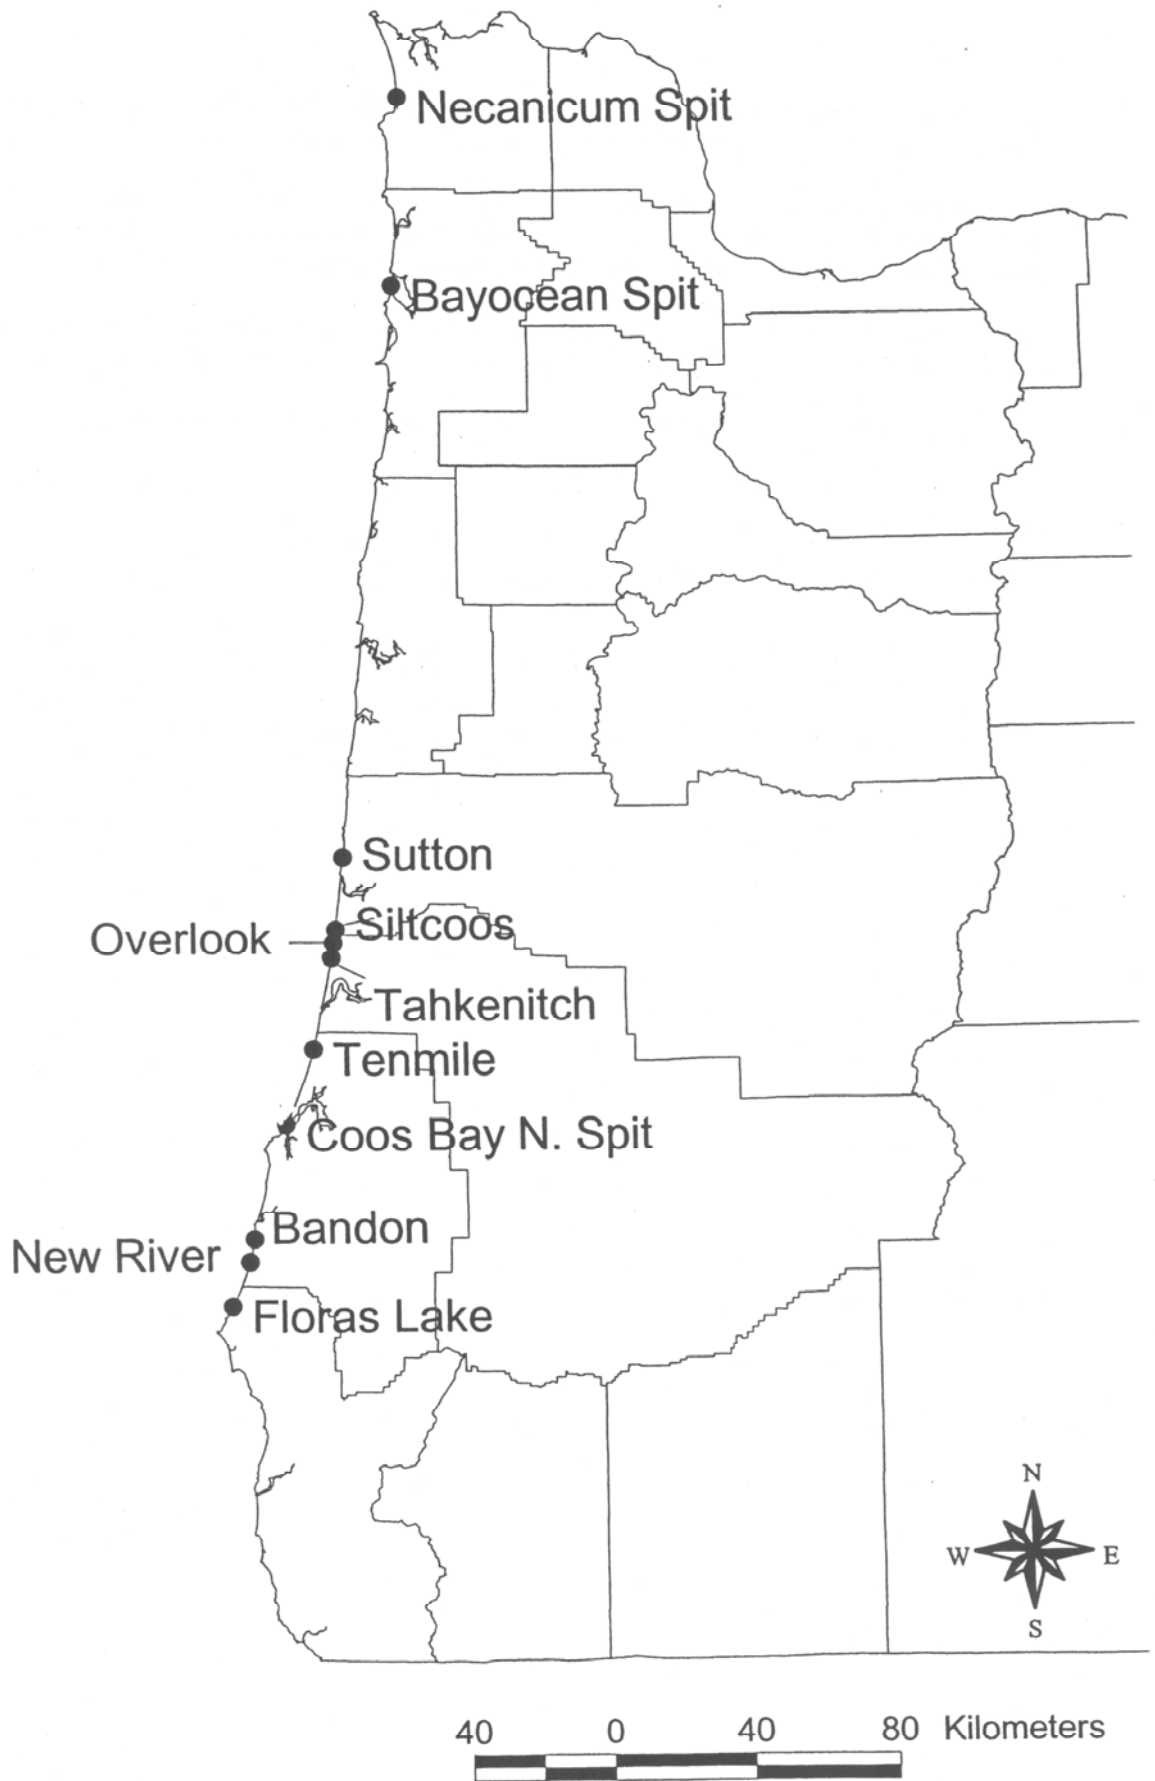 Necanicum Spit
Bayocean Spit
Sutton
Siltcoos
Overlook
Tahkenitch
Tenmile
Coos Bay N. Spit
Bandon
New River
Floras Lake
N
W E
S
40 0 40 80 Kilometers